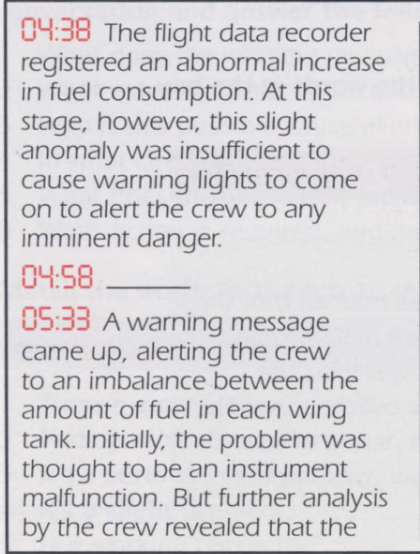 04:38 The flight data recorder
registered an abnormal increase
in fuel consumption. At this
stage, however, this slight
anomaly was insufficient to
cause warning lights to come
on to alert the crew to any
imminent danger.
04:58
05:33 A warning message
came up, alerting the crew
to an imbalance between the
amount of fuel in each wing
tank. Initially, the problem was
thought to be an instrument
malfunction. But further analysis
by the crew revealed that the